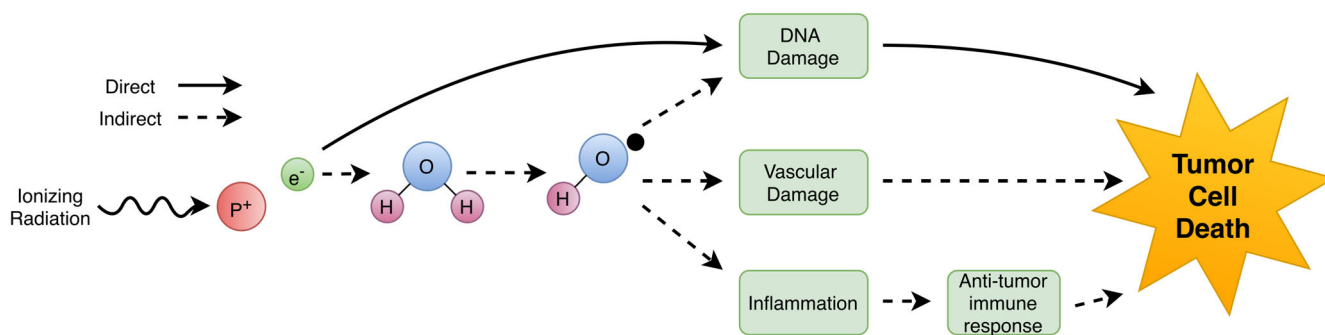 Direct
Indirect
Ionizing
Radiation
P+
e-
O
H
H
O
H
DNA
Damage
Vascular
Damage
Inflammation
Anti-tumor
immune
response
Tumor
Cell
Death